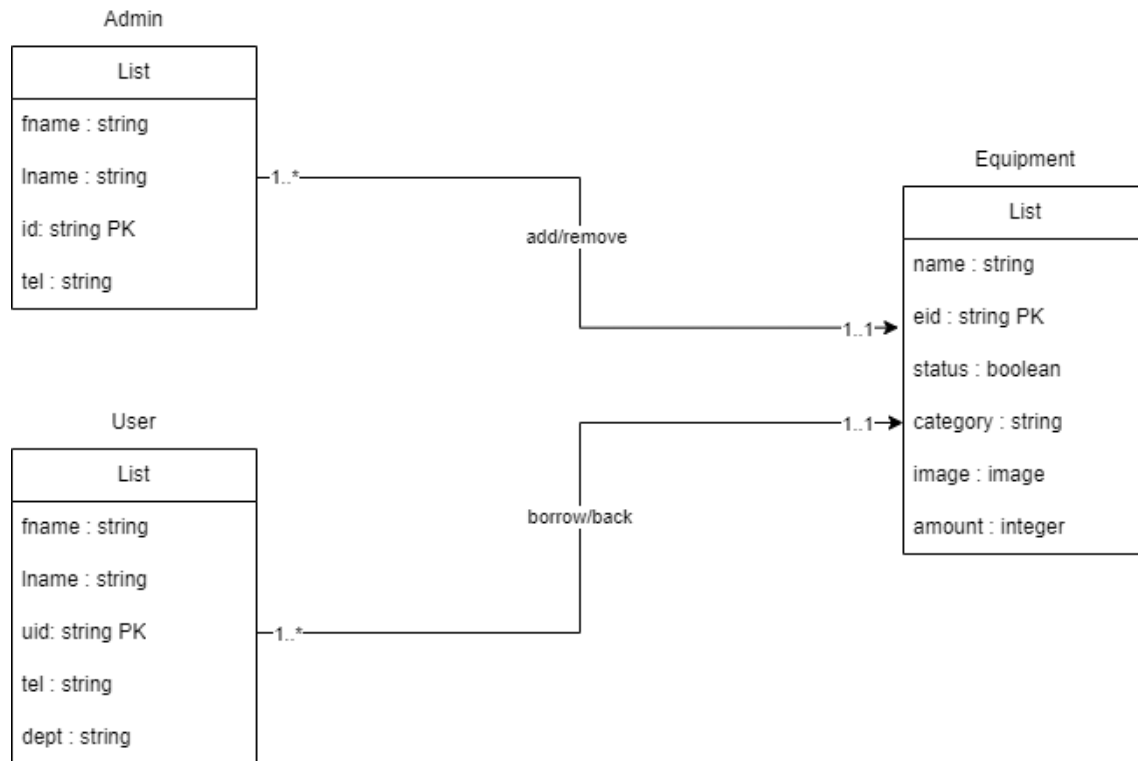 Admin
List
fname : string
lname : string
id: string PK
tel : string
1..*
add/remove
1..1
Equipment
List
name : string
eid : string PK
status : boolean
category : string
image : image
amount : integer
User
List
fname : string
lname : string
uid: string PK
tel : string
dept : string
1..*
borrow/back
1..1